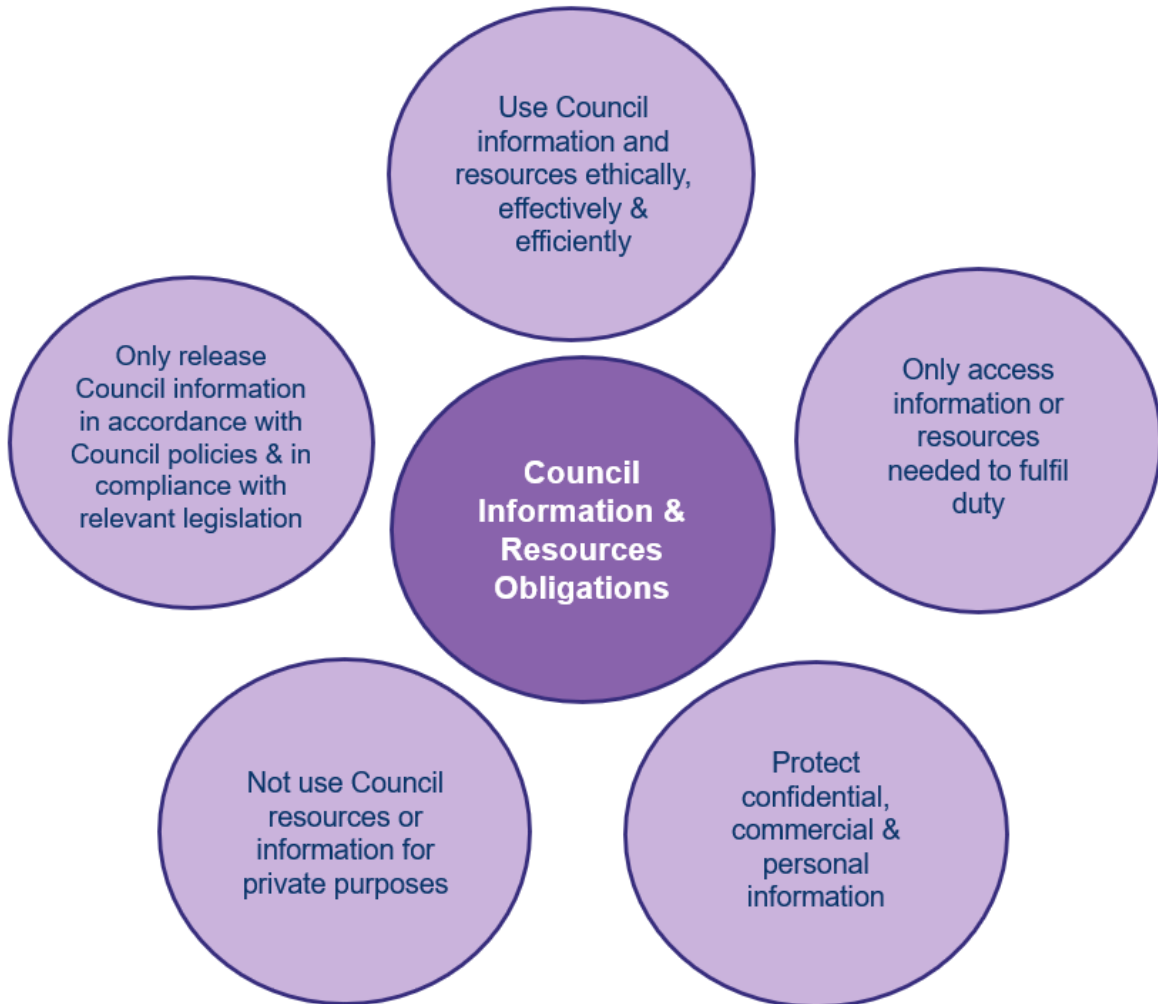 Use Council
information and
resources ethically,
effectively &
efficiently
Only release
Council information
in accordance with
Council policies & in
compliance with
relevant legislation
Council
Information &
Resources
Obligations
Only access
information or
resources
needed to fulfil
duty
Not use Council
resources or
information for
private purposes
Protect
confidential,
commercial &
personal
information